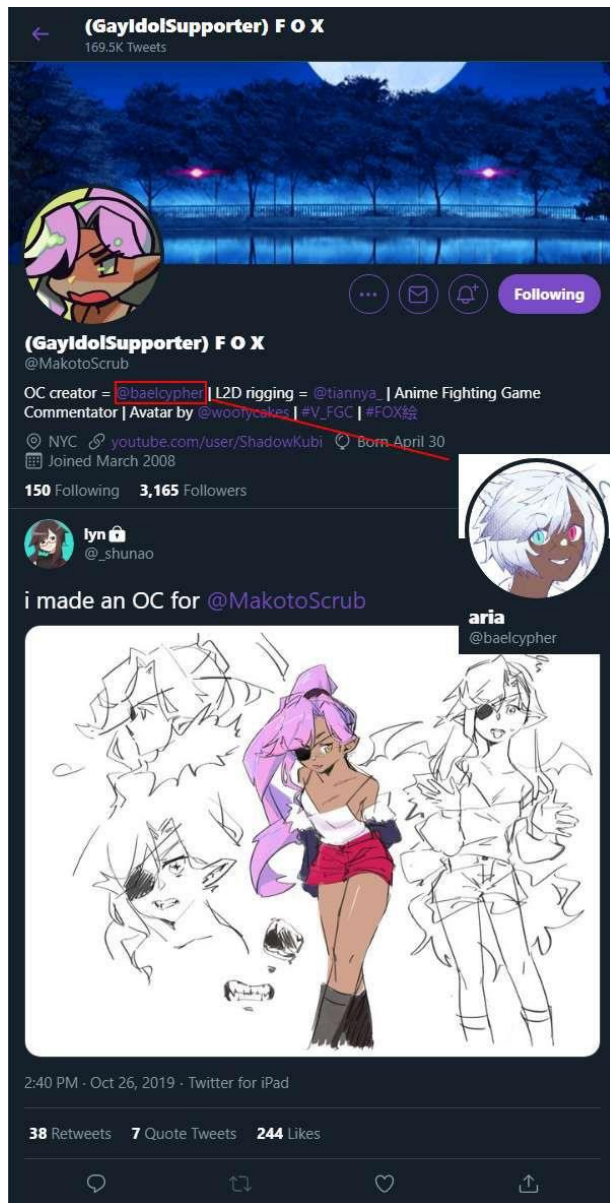 (GayIdolSupporter) F O X
169.5K Tweets
Following
(GayIdolSupporter) F O X
@MakotoScrub
OC creator = @baelcypher | L2D rigging = @tiannya_ | Anime Fighting Game
Commentator | Avatar by @woofycakes | #V_FGC | #FOX絵
NYC youtube.com/user/ShadowKubi Born April 30
Joined March 2008
150 Following 3,165 Followers
lyn
@_shunao
aria
@baelcypher
i made an OC for @MakotoScrub
2:40 PM · Oct 26, 2019 · Twitter for iPad
38 Retweets 7 Quote Tweets 244 Likes